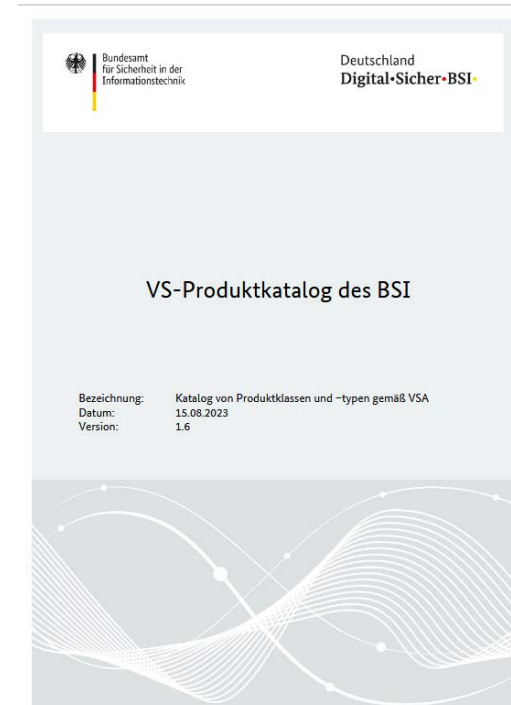 Bundesamt
für Sicherheit in der
Informationstechnik
Deutschland
Digital•Sicher•BSI•
VS-Produktkatalog des BSI
Bezeichnung: Katalog von Produktklassen und –typen gemäß VSA
Datum: 15.08.2023
Version: 1.6